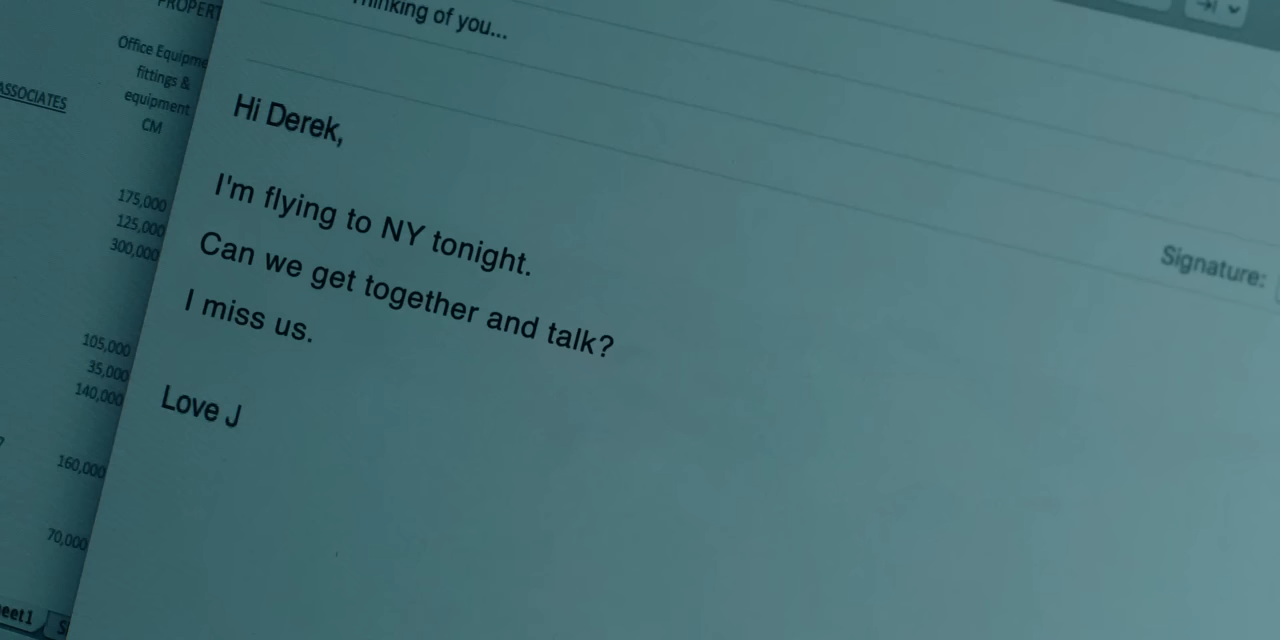 PROPERT
Office Equipme
fittings &
equipment
CM
ASSOCIATES
175,000
125,000
300,000
105,000
35,000
140,000
160,000
70,000
eet1
S
Thinking of you...
Signature:
Hi Derek,
I'm flying to NY tonight.
Can we get together and talk?
I miss us.
Love J